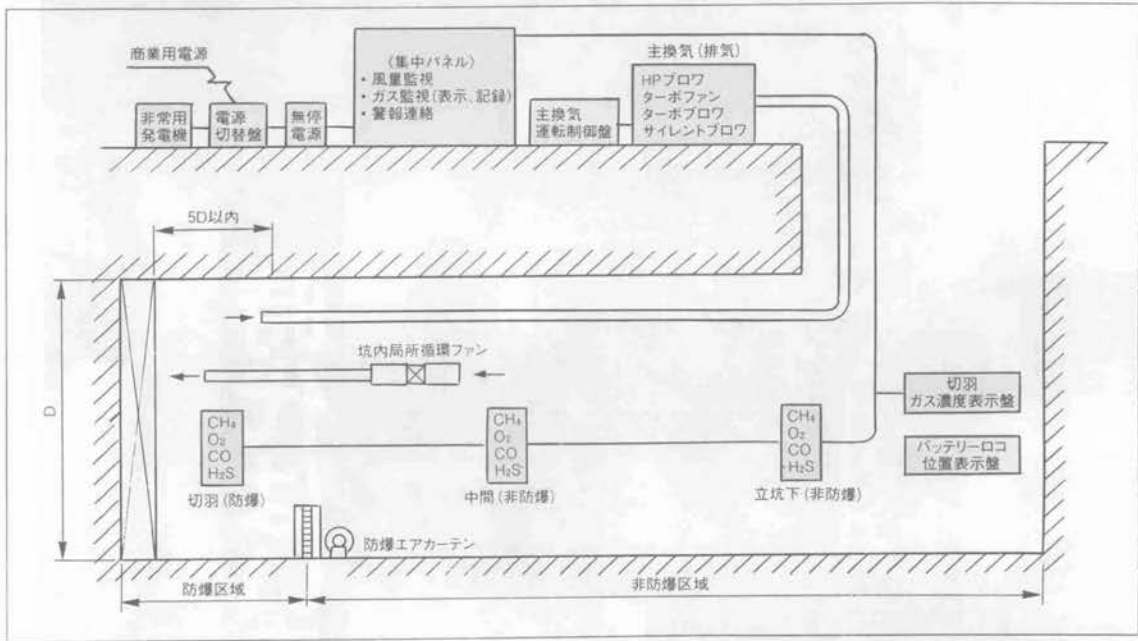 商業用電源
非常用
発電機
電源
切替盤
無停
電源
(集中パネル)
・風量監視
・ガス監視(表示、記録)
・警報連絡
主換気
運転制御盤
主換気(排気)
HPブロワ
ターボファン
ターボブロワ
サイレントブロワ
5D以内
D
坑内局所循環ファン
CH₄
O₂
CO
H₂S
切羽(防爆)
CH₄
O₂
CO
H₂S
中間(非防爆)
CH₄
O₂
CO
H₂S
立坑下(非防爆)
切羽
ガス濃度表示盤
バッテリーロコ
位置表示盤
防爆エアカーテン
防爆区域
非防爆区域